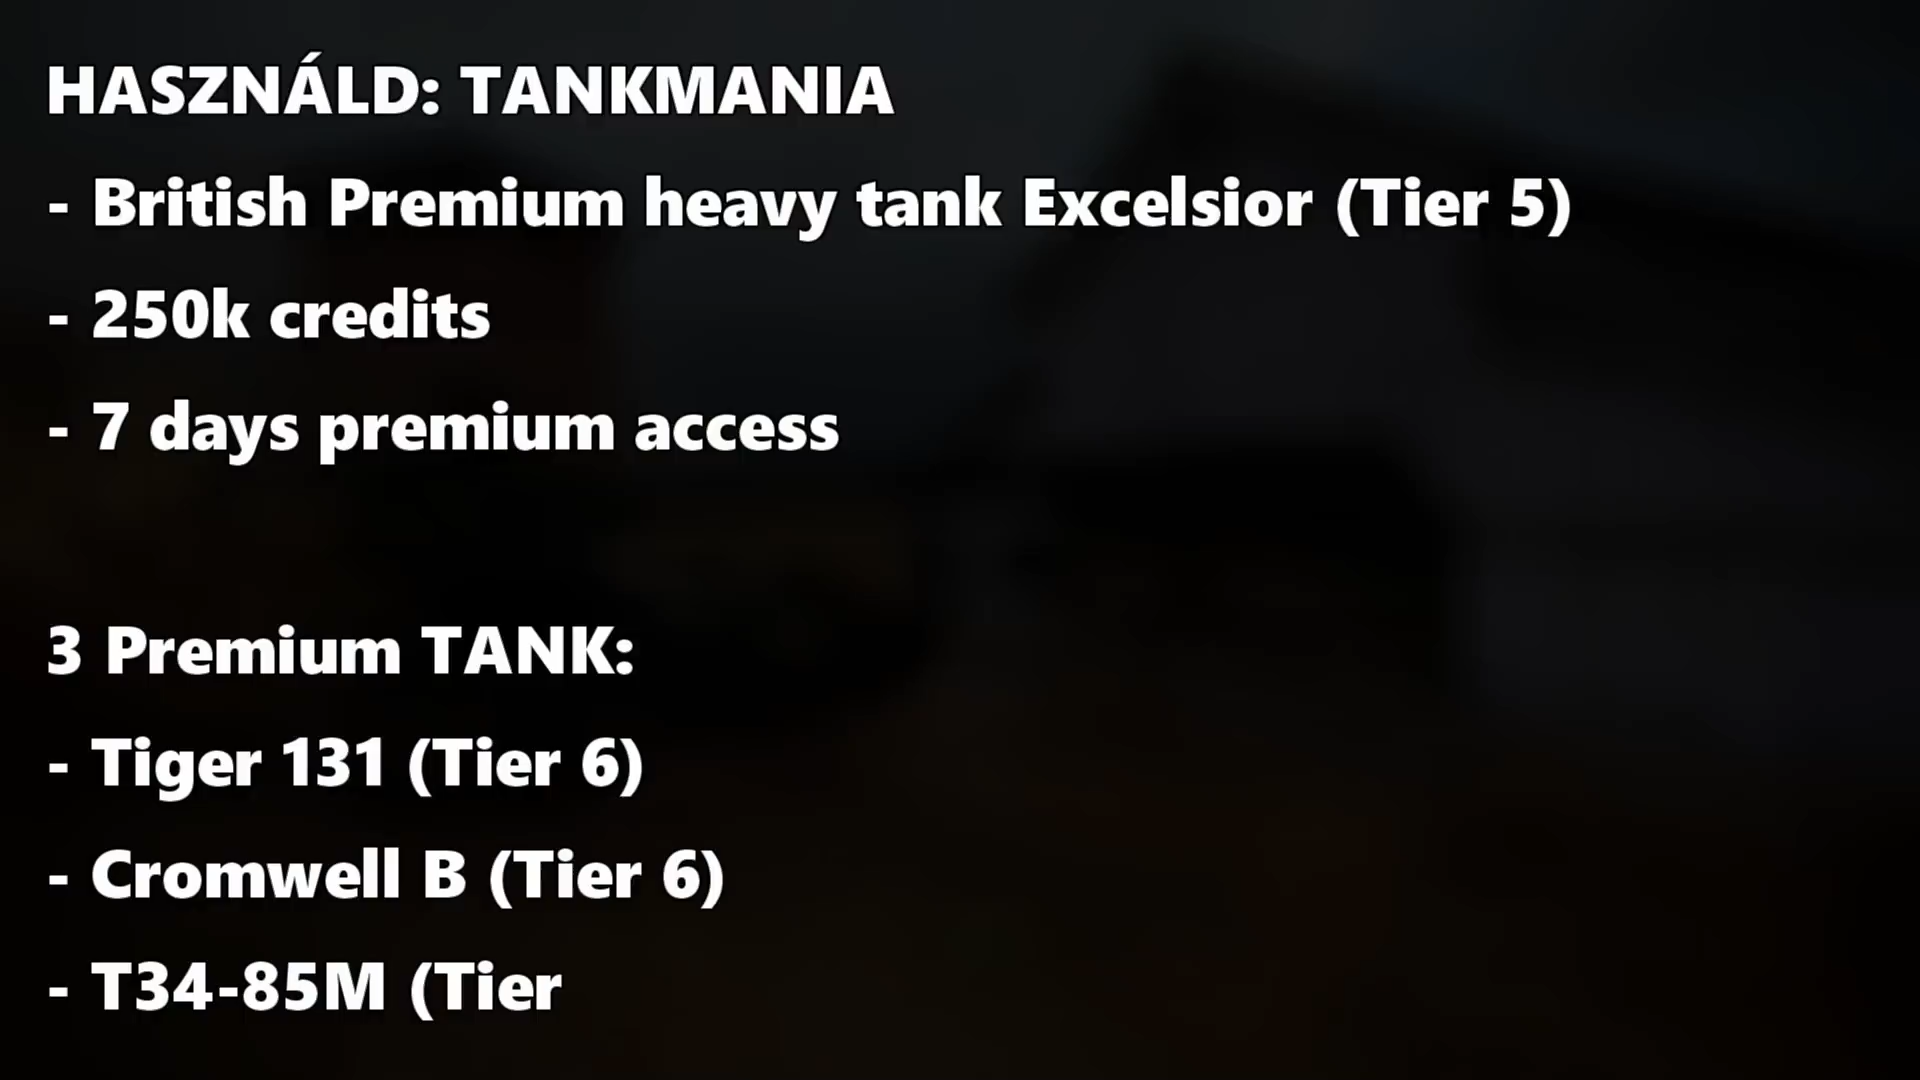 HASZNÁLD: TANKMANIA
- British Premium heavy tank Excelsior (Tier 5)
- 250k credits
- 7 days premium access
3 Premium TANK:
- Tiger 131 (Tier 6)
- Cromwell B (Tier 6)
- T34-85M (Tier